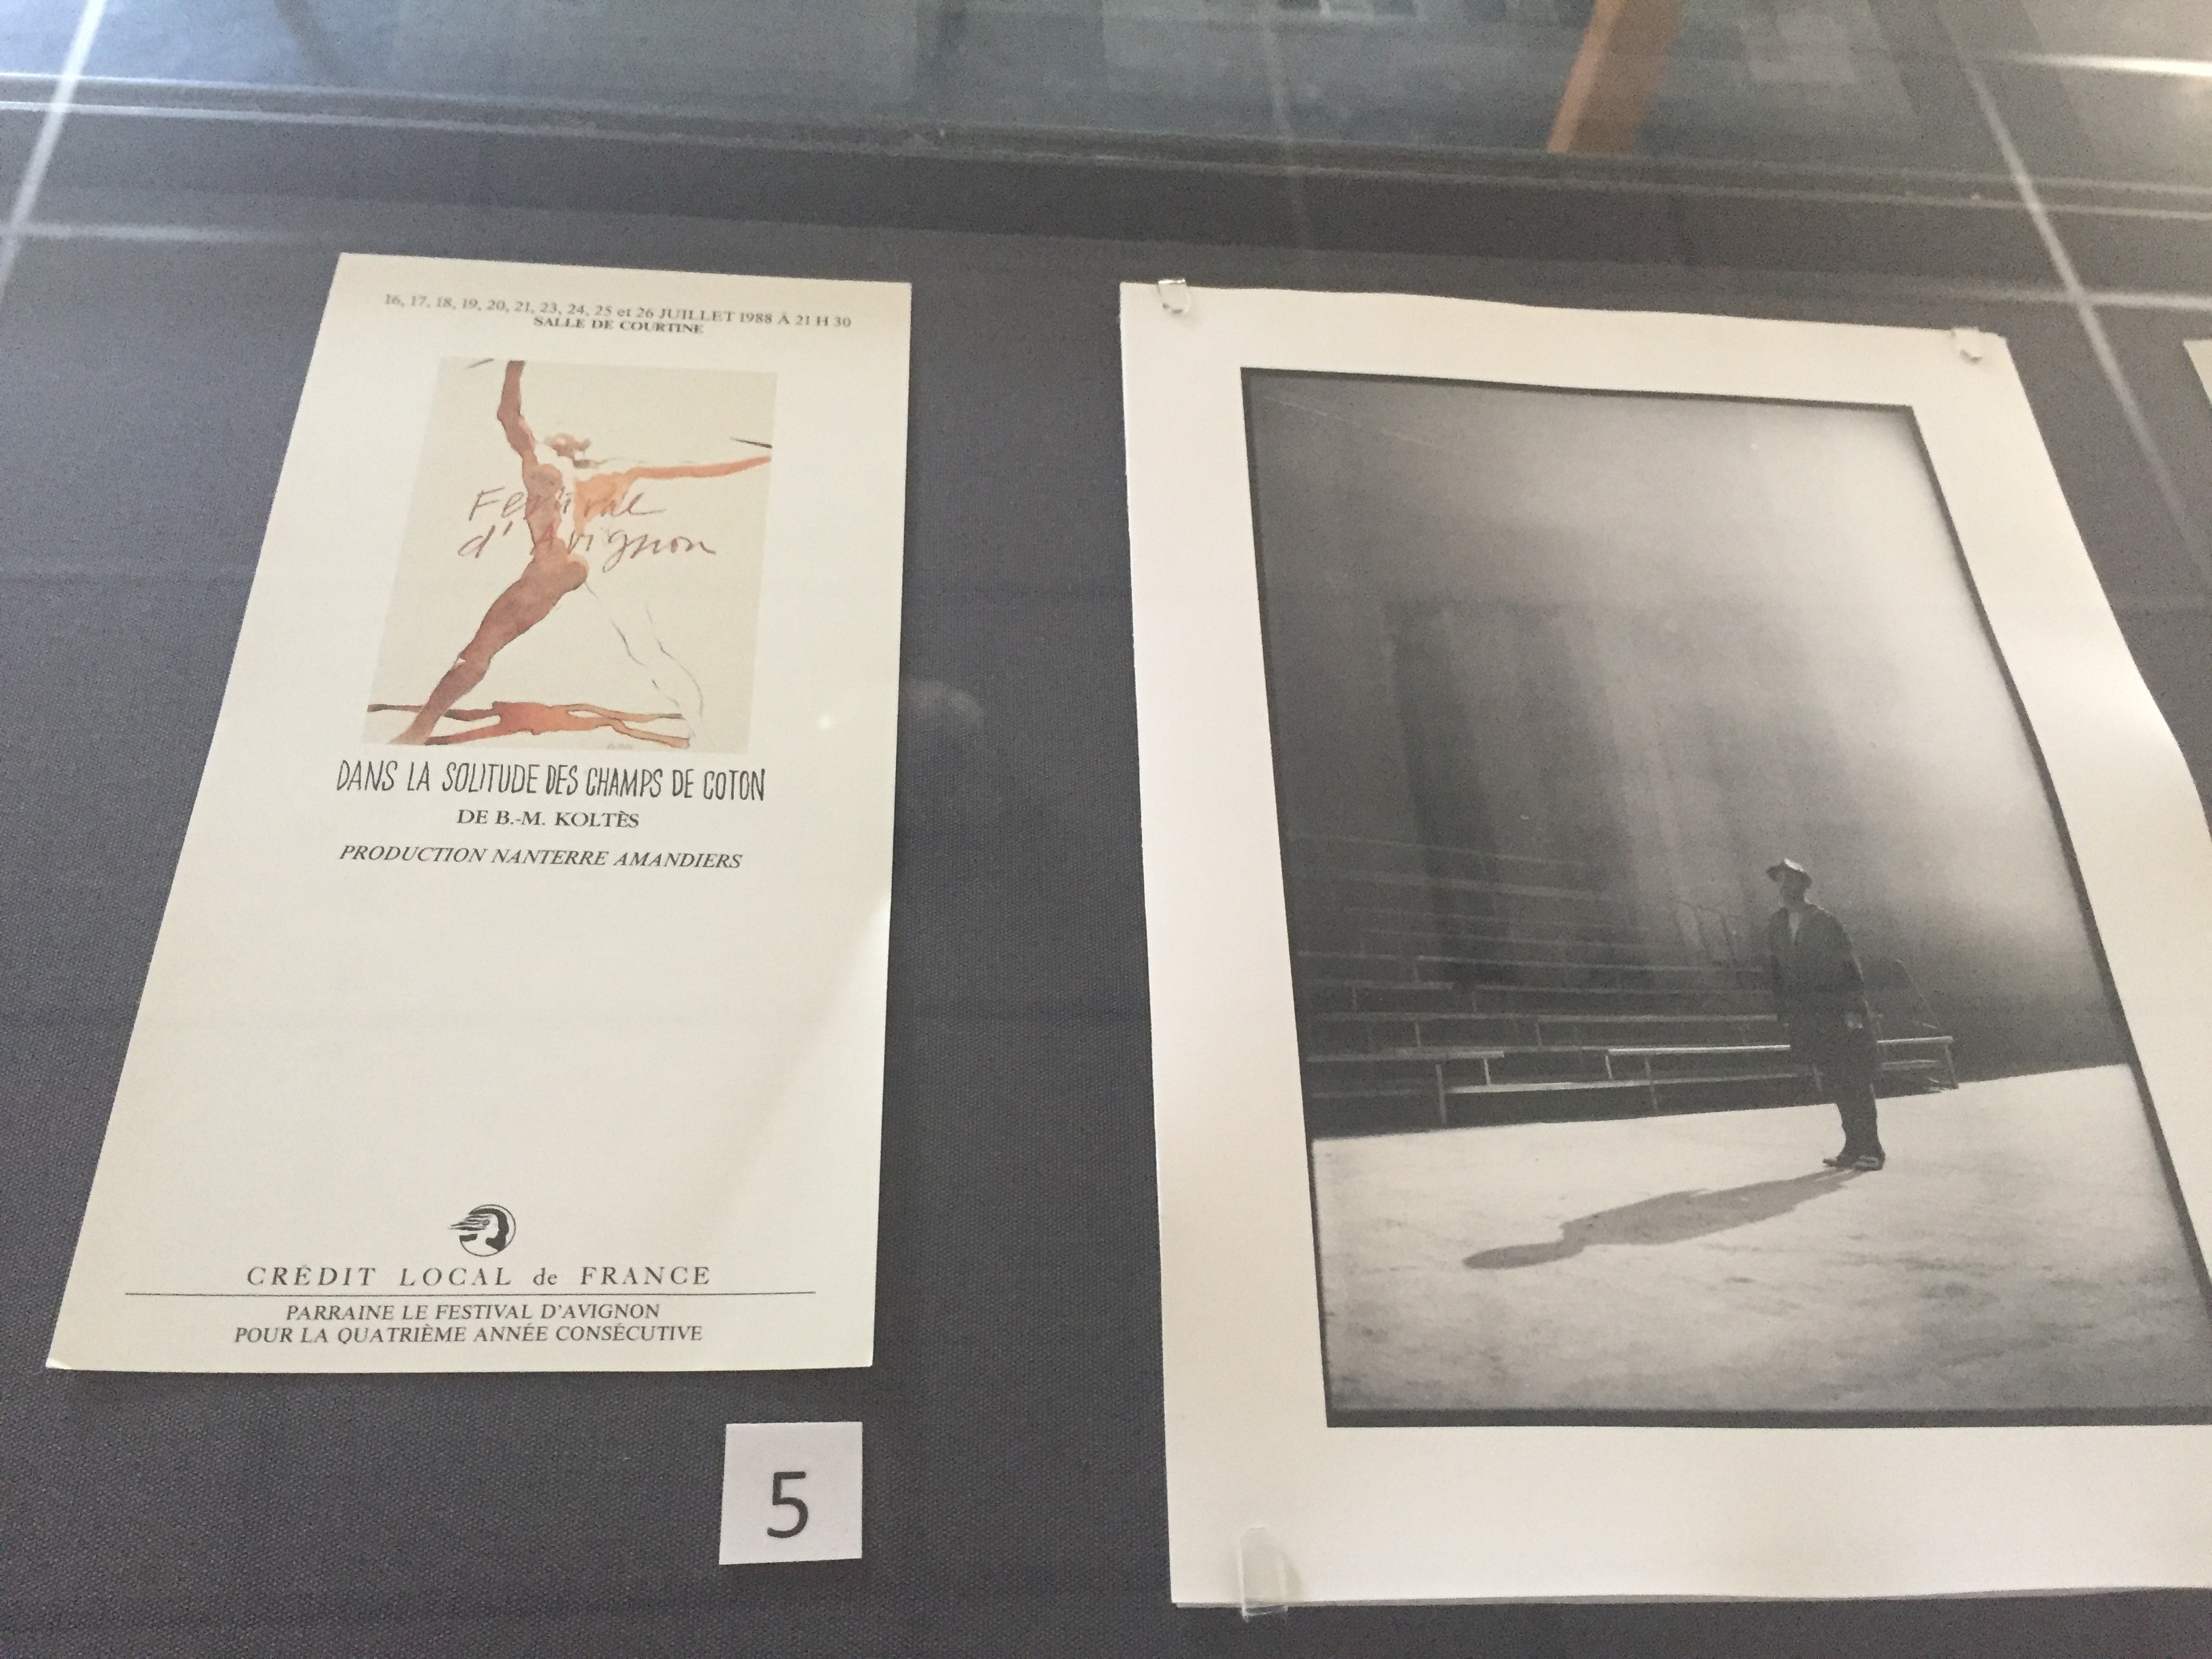 16, 17, 18, 19, 20, 21, 23, 24, 25 et 26 JUILLET 1988 À 21 H 30
SALLE DE COURTINE
Festival
d'Avignon
DANS LA SOLITUDE DES CHAMPS DE COTON
DE B.-M. KOLTÈS
PRODUCTION NANTERRE AMANDIERS
CRÉDIT LOCAL de FRANCE
PARRAINE LE FESTIVAL D'AVIGNON
POUR LA QUATRIÈME ANNÉE CONSÉCUTIVE
5